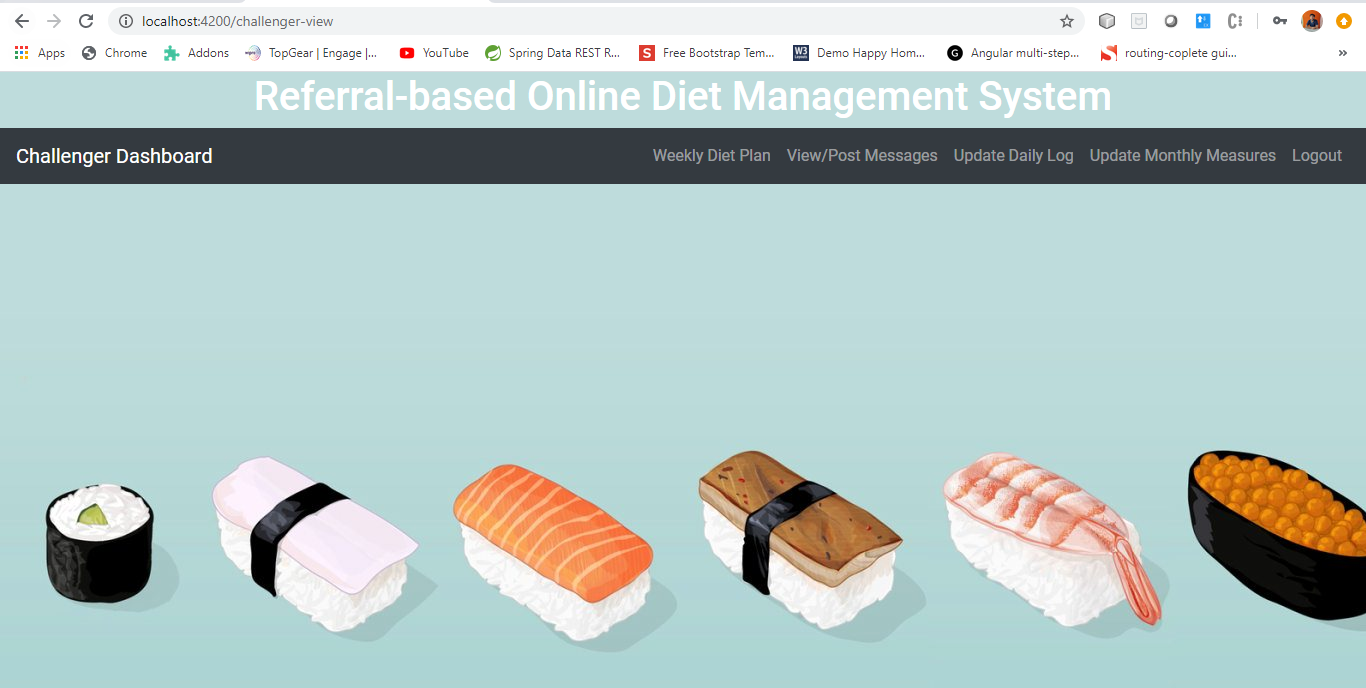 localhost:4200/challenger-view
Apps Chrome Addons TopGear | Engage |... YouTube Spring Data REST R... Free Bootstrap Tem... Demo Happy Hom... Angular multi-step... routing-coplete gui... »
Referral-based Online Diet Management System
Challenger Dashboard Weekly Diet Plan View/Post Messages Update Daily Log Update Monthly Measures Logout